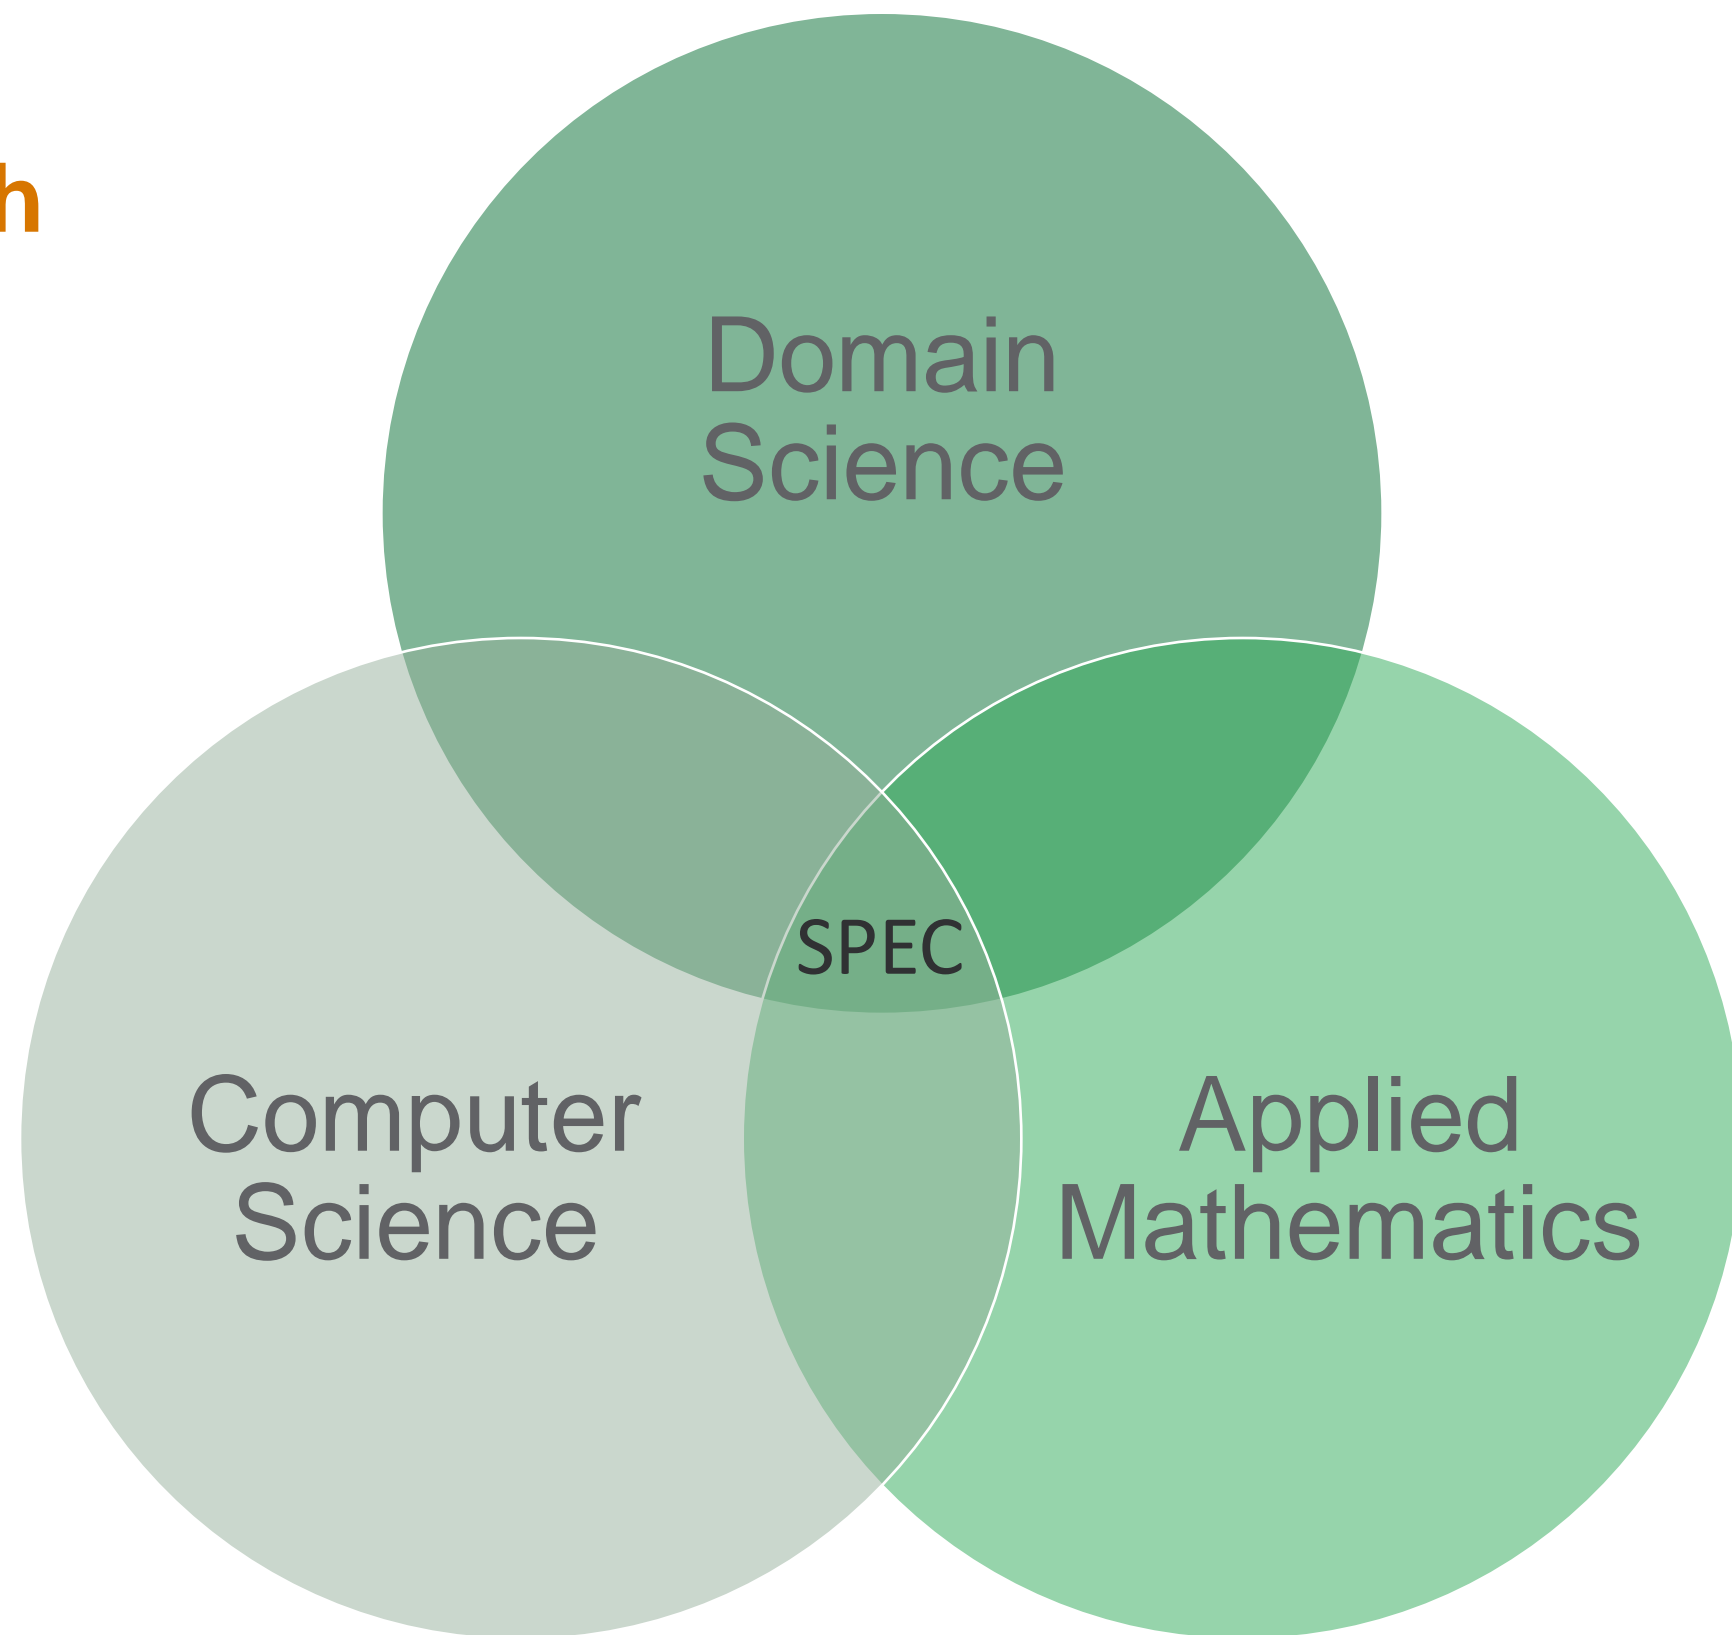 h
Domain
Science
SPEC
Computer
Science
Applied
Mathematics